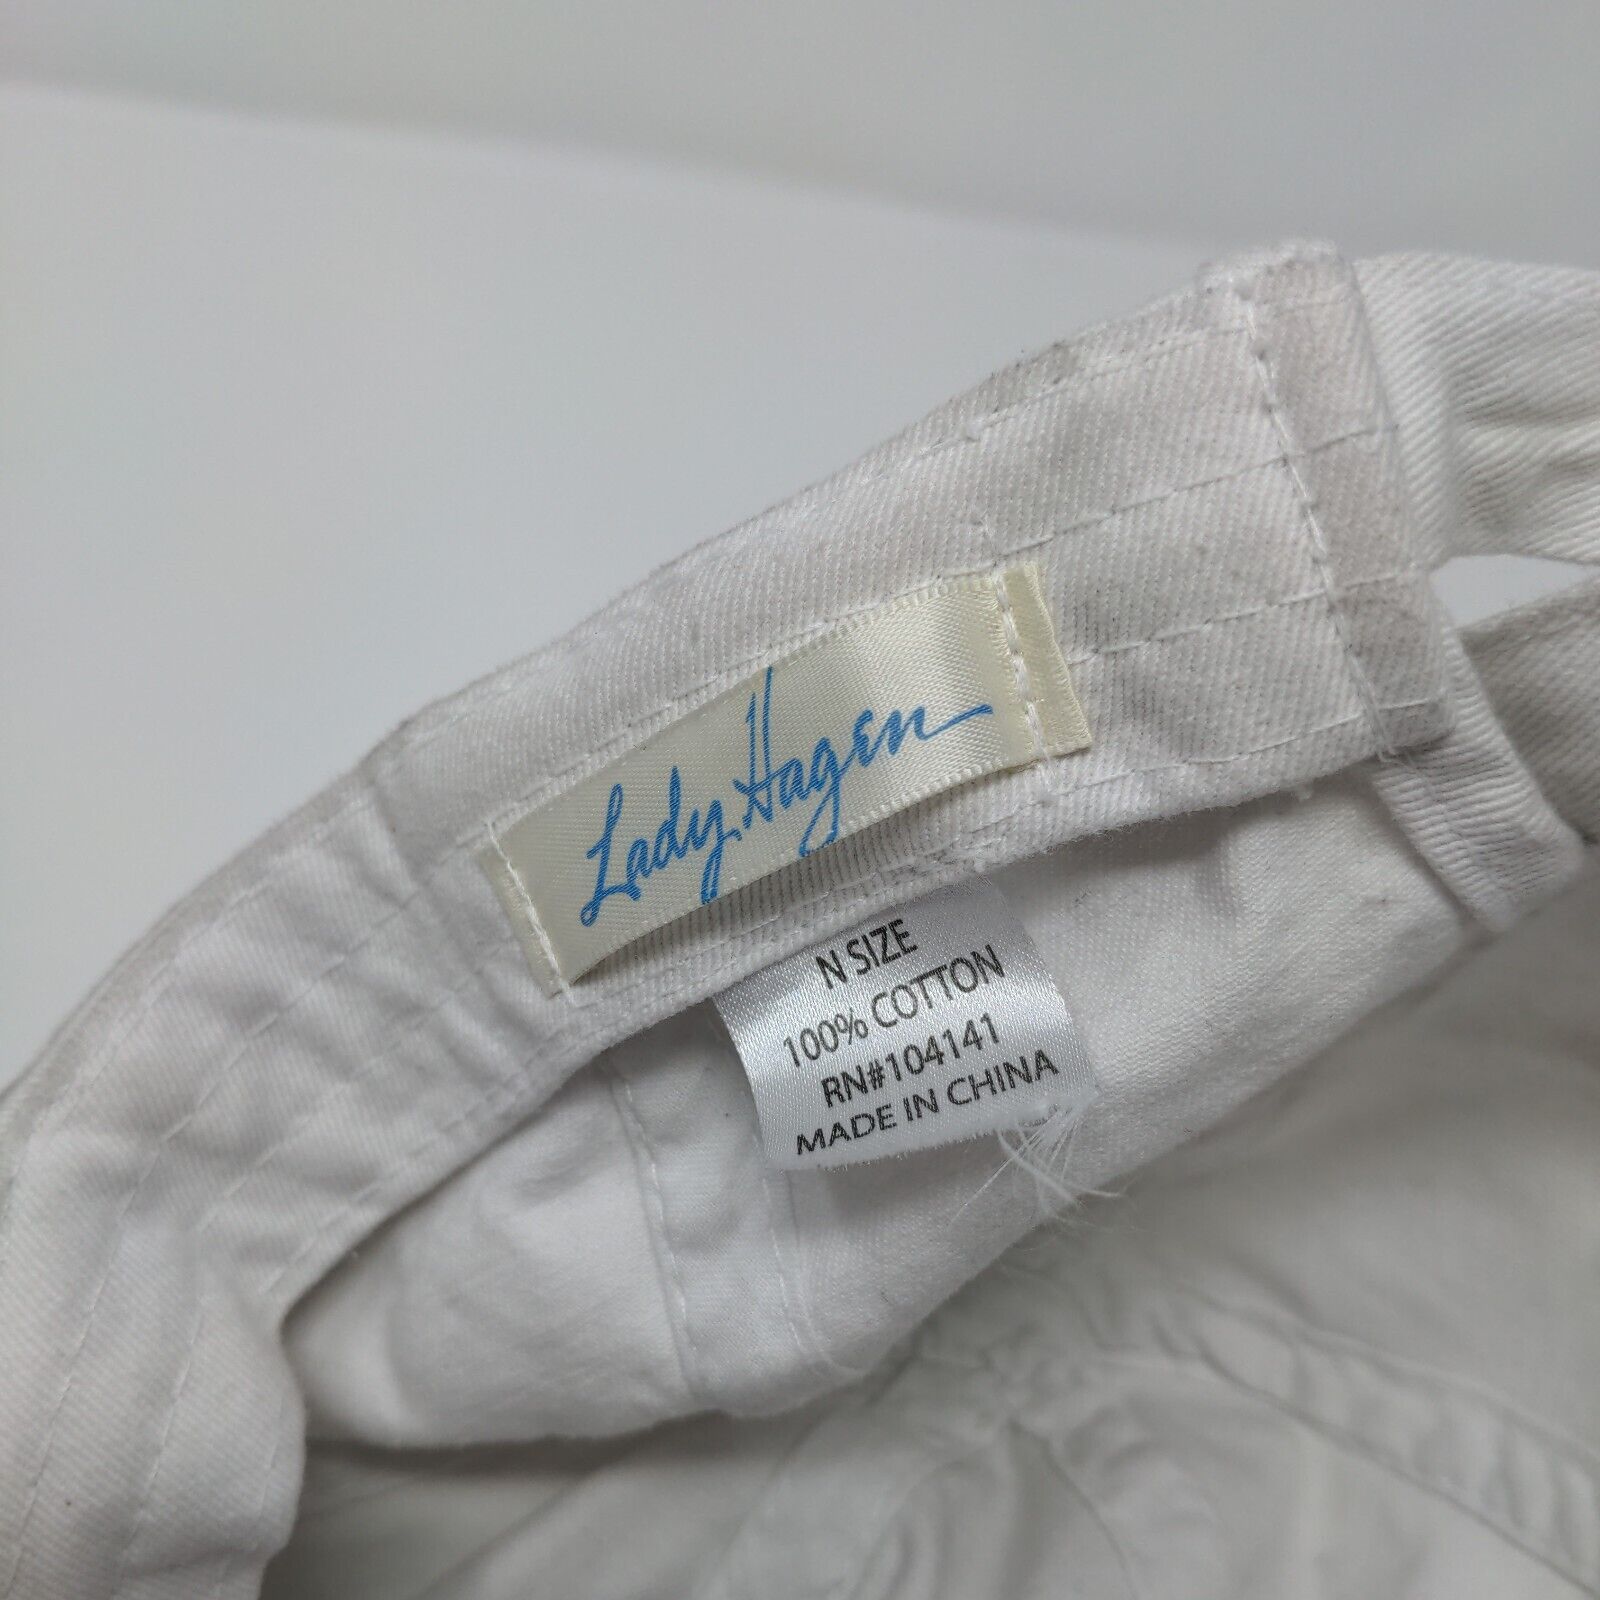 Lady Hagen
N SIZE
100% COTTON
RN#104141
MADE IN CHINA